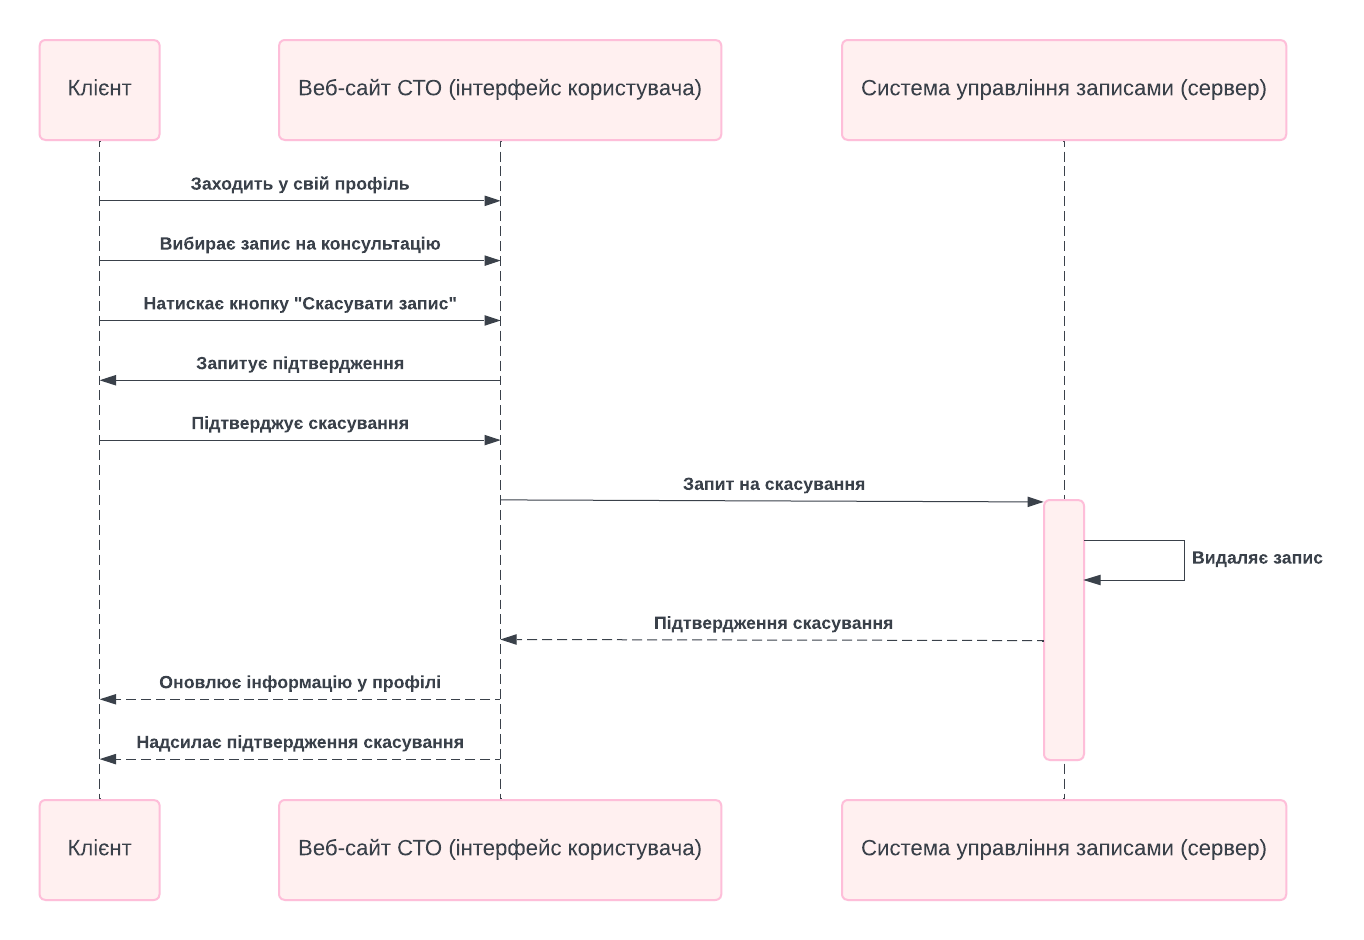 Клієнт
Веб-сайт СТО (інтерфейс користувача)
Система управління записами (сервер)
Заходить у свій профіль
Вибирає запис на консультацію
Натискає кнопку "Скасувати запис"
Запитує підтвердження
Підтверджує скасування
Запит на скасування
Видаляє запис
Підтвердження скасування
Оновлює інформацію у профілі
Надсилає підтвердження скасування
Клієнт
Веб-сайт СТО (інтерфейс користувача)
Система управління записами (сервер)